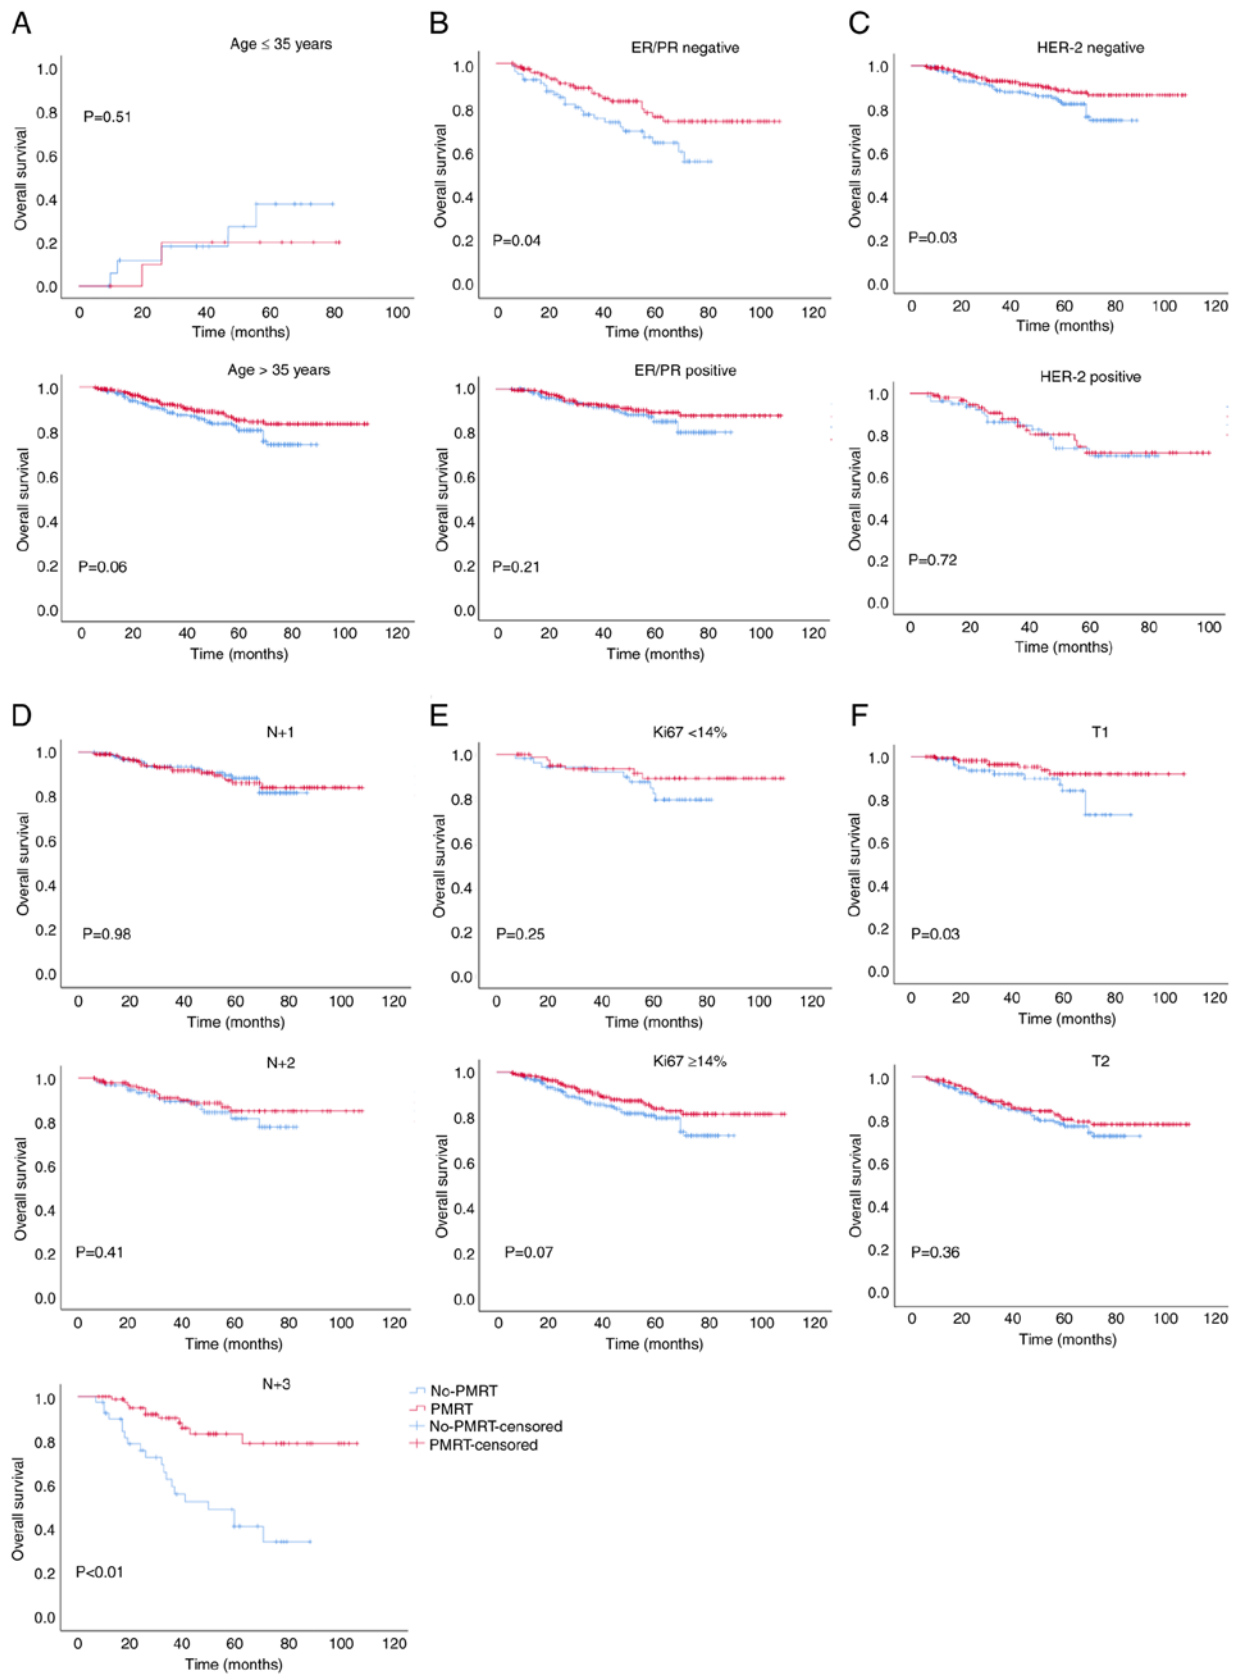 A
Age ≤ 35 years
1.0
0.8
0.6
0.4
0.2
0.0
P=0.51
Overall survival
0 20 40 60 80 100
Time (months)
Age > 35 years
1.0
0.8
0.6
0.4
0.2
0.0
P=0.06
Overall survival
0 20 40 60 80 100 120
Time (months)
B
ER/PR negative
1.0
0.8
0.6
0.4
0.2
0.0
P=0.04
Overall survival
0 20 40 60 80 100 120
Time (months)
ER/PR positive
1.0
0.8
0.6
0.4
0.2
0.0
P=0.21
Overall survival
0 20 40 60 80 100 120
Time (months)
C
HER-2 negative
1.0
0.8
0.6
0.4
0.2
0.0
P=0.03
Overall survival
0 20 40 60 80 100 120
Time (months)
HER-2 positive
1.0
0.8
0.6
0.4
0.2
0.0
P=0.72
Overall survival
0 20 40 60 80 100
Time (months)
D
N+1
1.0
0.8
0.6
0.4
0.2
0.0
P=0.98
Overall survival
0 20 40 60 80 100 120
Time (months)
N+2
1.0
0.8
0.6
0.4
0.2
0.0
P=0.41
Overall survival
0 20 40 60 80 100 120
Time (months)
N+3
1.0
0.8
0.6
0.4
0.2
0.0
P<0.01
Overall survival
0 20 40 60 80 100 120
Time (months)
No-PMRT
PMRT
No-PMRT-censored
PMRT-censored
E
Ki67 <14%
1.0
0.8
0.6
0.4
0.2
0.0
P=0.25
Overall survival
0 20 40 60 80 100 120
Time (months)
Ki67 ≥14%
1.0
0.8
0.6
0.4
0.2
0.0
P=0.07
Overall survival
0 20 40 60 80 100 120
Time (months)
F
T1
1.0
0.8
0.6
0.4
0.2
0.0
P=0.03
Overall survival
0 20 40 60 80 100 120
Time (months)
T2
1.0
0.8
0.6
0.4
0.2
0.0
P=0.36
Overall survival
0 20 40 60 80 100 120
Time (months)